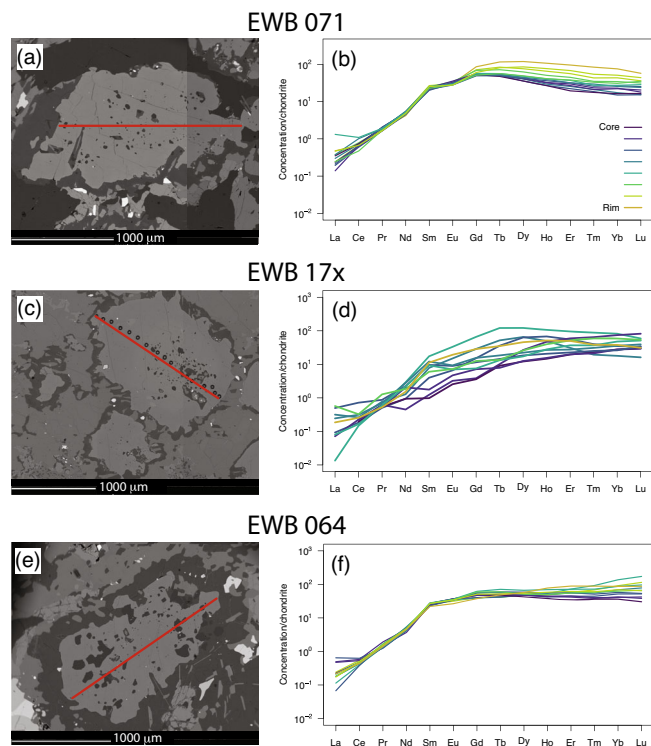 EWB 071
(a)
1000 μm
(b)
Concentration/chondrite
10²
10¹
10⁰
10⁻¹
10⁻²
Core
Rim
La Ce Pr Nd Sm Eu Gd Tb Dy Ho Er Tm Yb Lu
EWB 17x
(c)
1000 μm
(d)
Concentration/chondrite
10²
10¹
10⁰
10⁻¹
10⁻²
La Ce Pr Nd Sm Eu Gd Tb Dy Ho Er Tm Yb Lu
EWB 064
(e)
1000 μm
(f)
Concentration/chondrite
10²
10¹
10⁰
10⁻¹
10⁻²
La Ce Pr Nd Sm Eu Gd Tb Dy Ho Er Tm Yb Lu